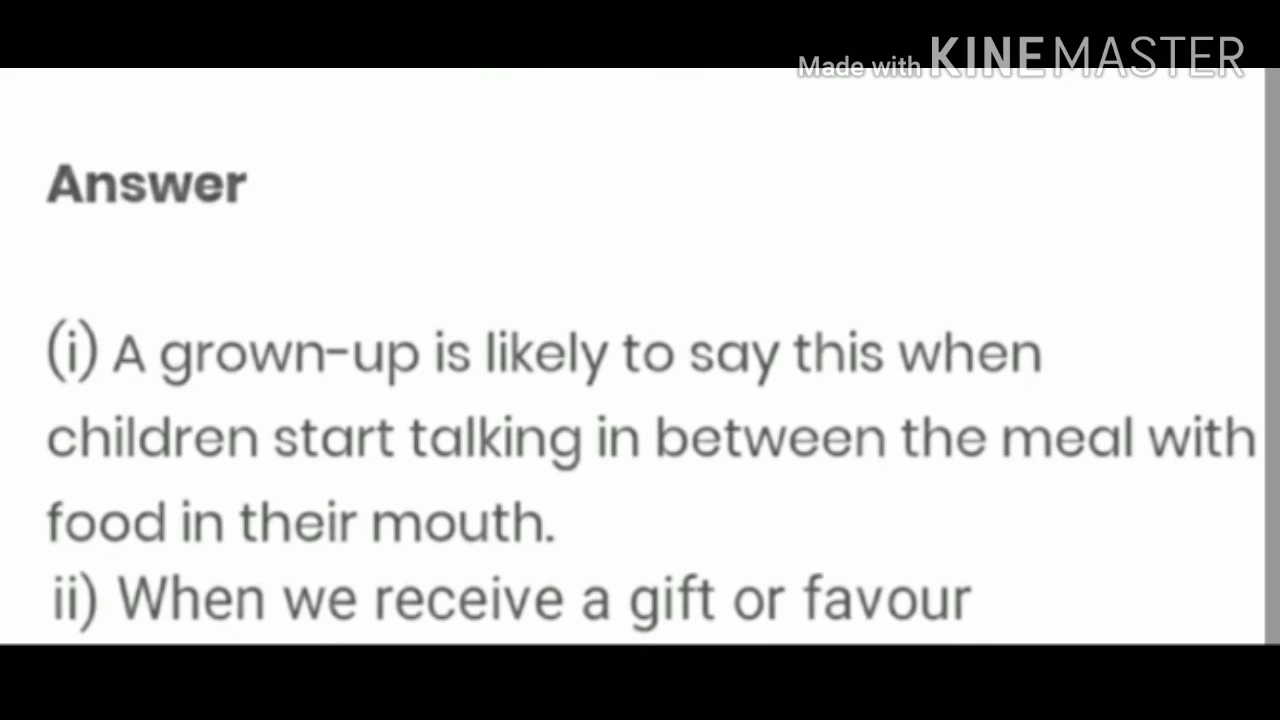 Made with KINEMASTER
Answer
(i) A grown-up is likely to say this when
children start talking in between the meal with
food in their mouth.
ii) When we receive a gift or favour